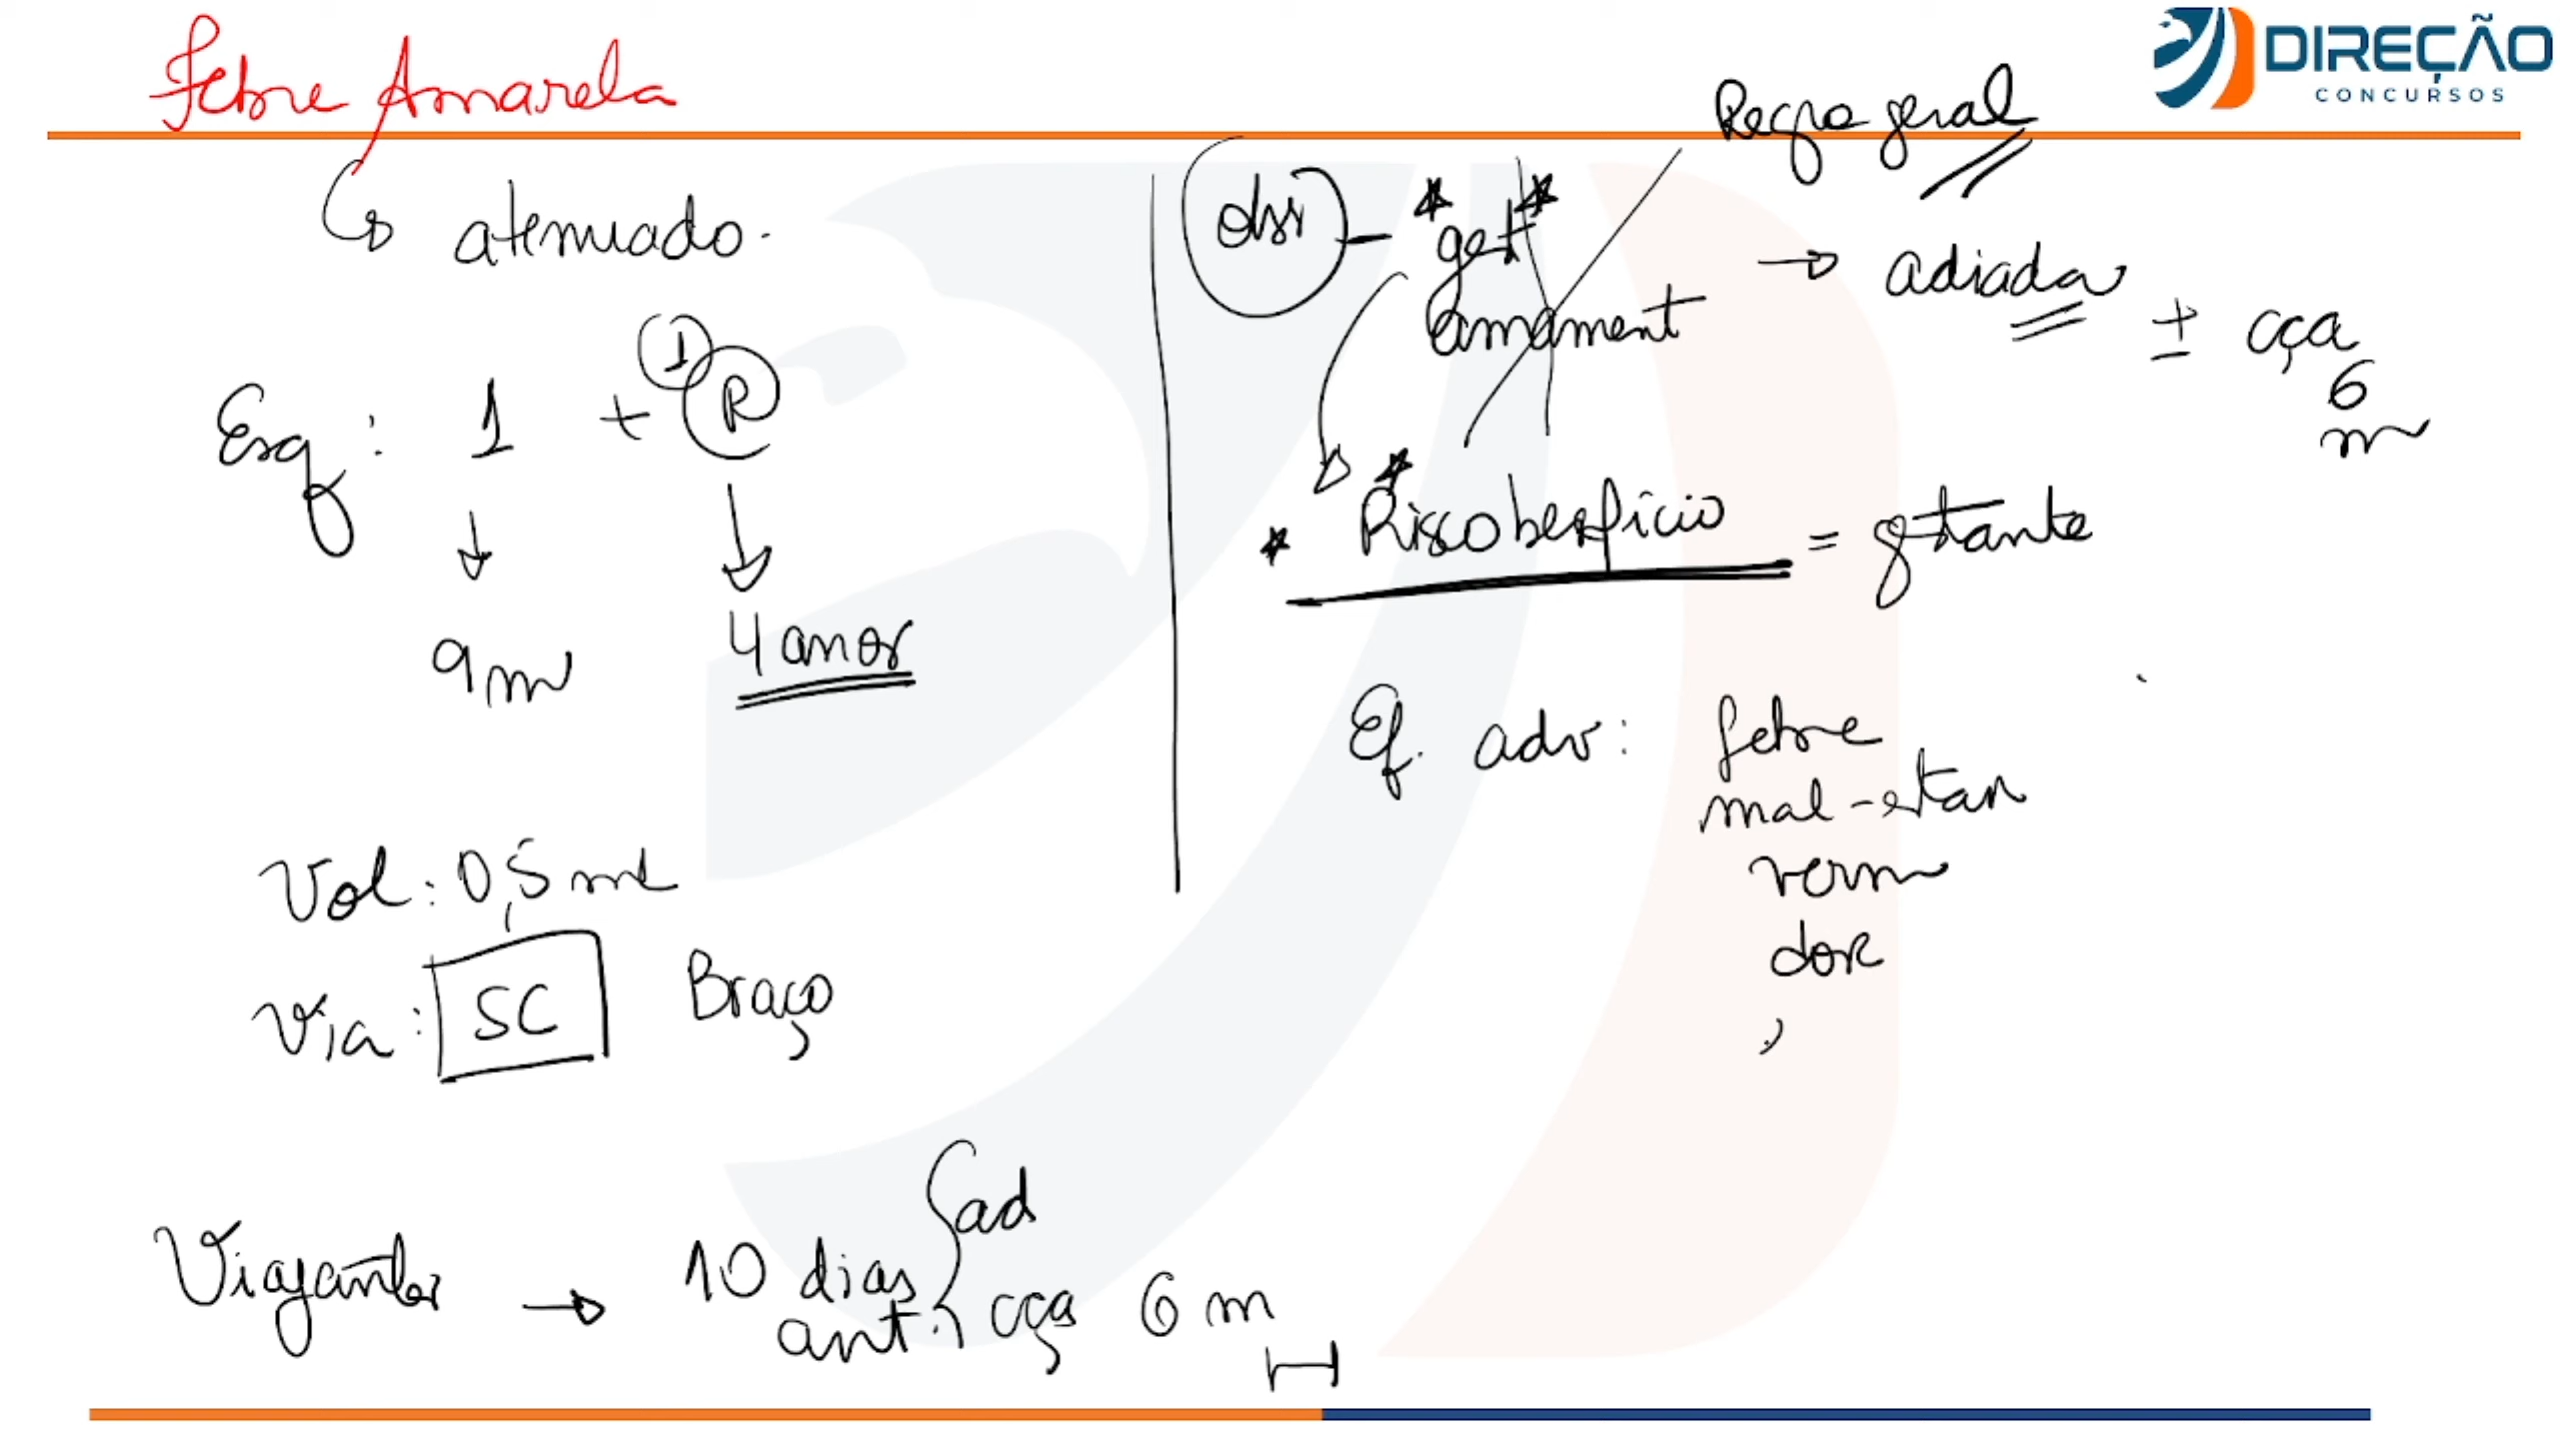 Febre Amarela
DIREÇÃO
CONCURSOS
atenuado.
Esq: 1 + 1 R
9 m
4 anos
Vol: 0,5 ml
Via: SC Braço
Viajantes → 10 dias ant. { ad
cças 6 m
Regra geral
obs - * gest *
amament
→ adiada ± cça
6
m
* Risco benefício = gestante
Ef. adv: febre
mal-estar
verm
dor